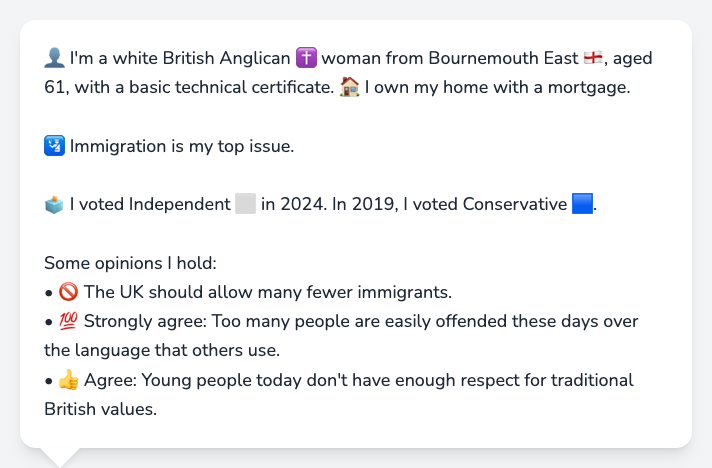 👤 I'm a white British Anglican ✝️ woman from Bournemouth East 🏴󠁧󠁢󠁥󠁮󠁧󠁿, aged
61, with a basic technical certificate. 🏠 I own my home with a mortgage.
🛂 Immigration is my top issue.
🗳️ I voted Independent ⬜ in 2024. In 2019, I voted Conservative 🟦.
Some opinions I hold:
• 🚫 The UK should allow many fewer immigrants.
• 💯 Strongly agree: Too many people are easily offended these days over
the language that others use.
• 👍 Agree: Young people today don't have enough respect for traditional
British values.